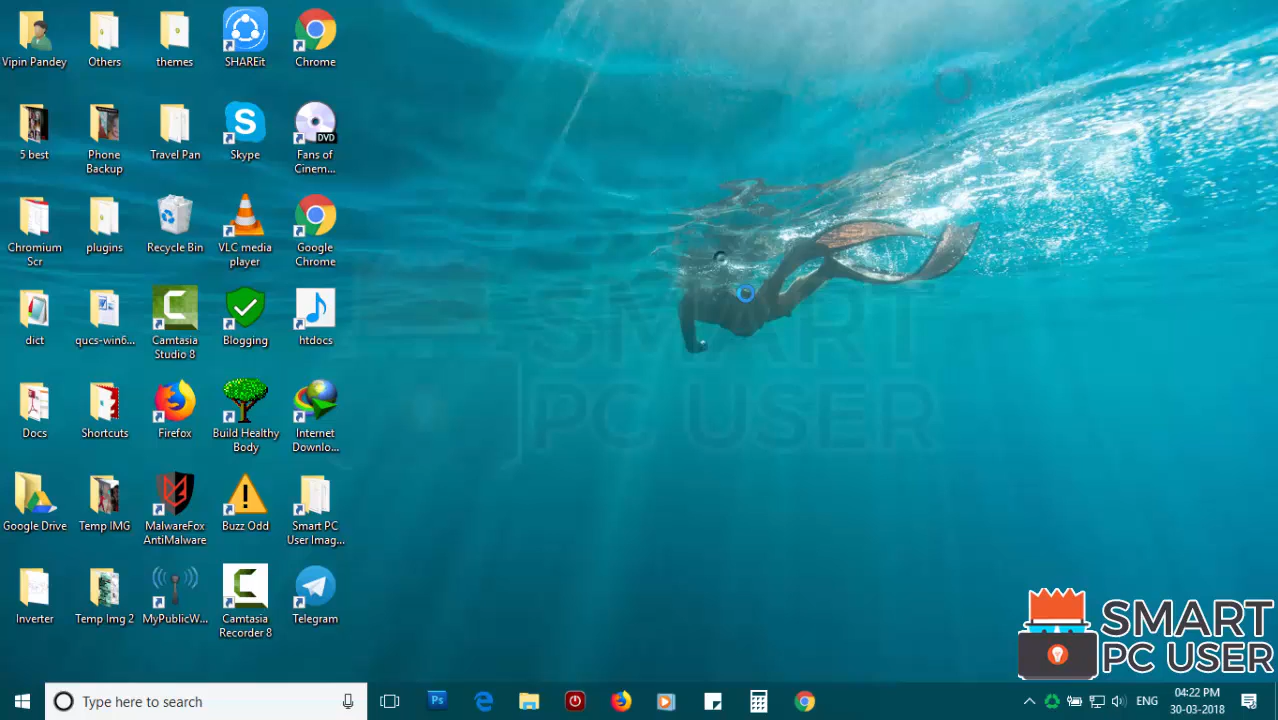 Vipin Pandey
Others
themes
SHAREit
Chrome
5 best
Phone
Backup
Travel Pan
Skype
DVD
Fans of
Cinem...
Chromium
Scr
plugins
Recycle Bin
VLC media
player
Google
Chrome
dict
qucs-win6...
Camtasia
Studio 8
Blogging
htdocs
Docs
Shortcuts
Firefox
Build Healthy
Body
Internet
Downlo...
Google Drive
Temp IMG
MalwareFox
AntiMalware
Buzz Odd
Smart PC
User Imag...
Inverter
Temp Img 2
MyPublicW...
Camtasia
Recorder 8
Telegram
SMART
PC USER
SMART
PC USER
Type here to search
Ps
ENG
04:22 PM
30-03-2018